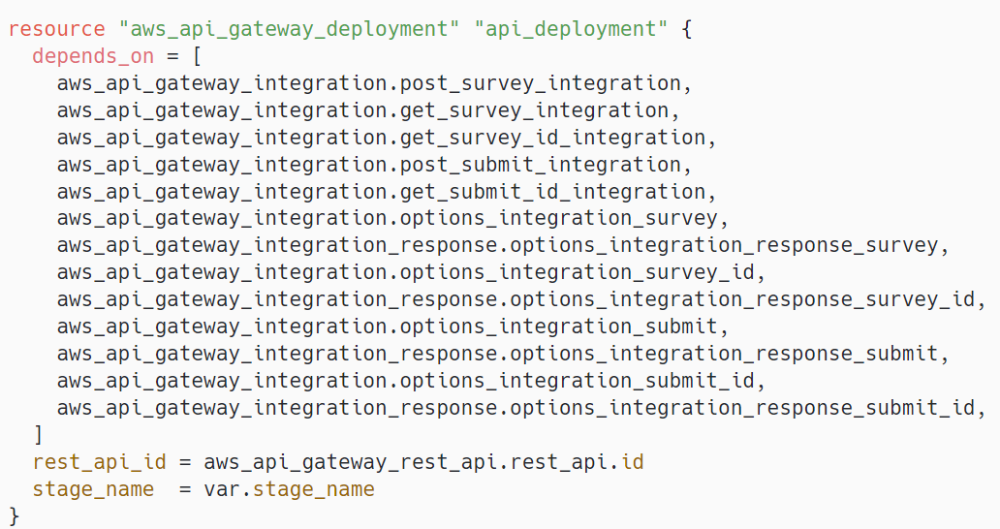 resource "aws_api_gateway_deployment" "api_deployment" {
  depends_on = [
    aws_api_gateway_integration.post_survey_integration,
    aws_api_gateway_integration.get_survey_integration,
    aws_api_gateway_integration.get_survey_id_integration,
    aws_api_gateway_integration.post_submit_integration,
    aws_api_gateway_integration.get_submit_id_integration,
    aws_api_gateway_integration.options_integration_survey,
    aws_api_gateway_integration_response.options_integration_response_survey,
    aws_api_gateway_integration.options_integration_survey_id,
    aws_api_gateway_integration_response.options_integration_response_survey_id,
    aws_api_gateway_integration.options_integration_submit,
    aws_api_gateway_integration_response.options_integration_response_submit,
    aws_api_gateway_integration.options_integration_submit_id,
    aws_api_gateway_integration_response.options_integration_response_submit_id,
  ]
  rest_api_id = aws_api_gateway_rest_api.rest_api.id
  stage_name  = var.stage_name
}